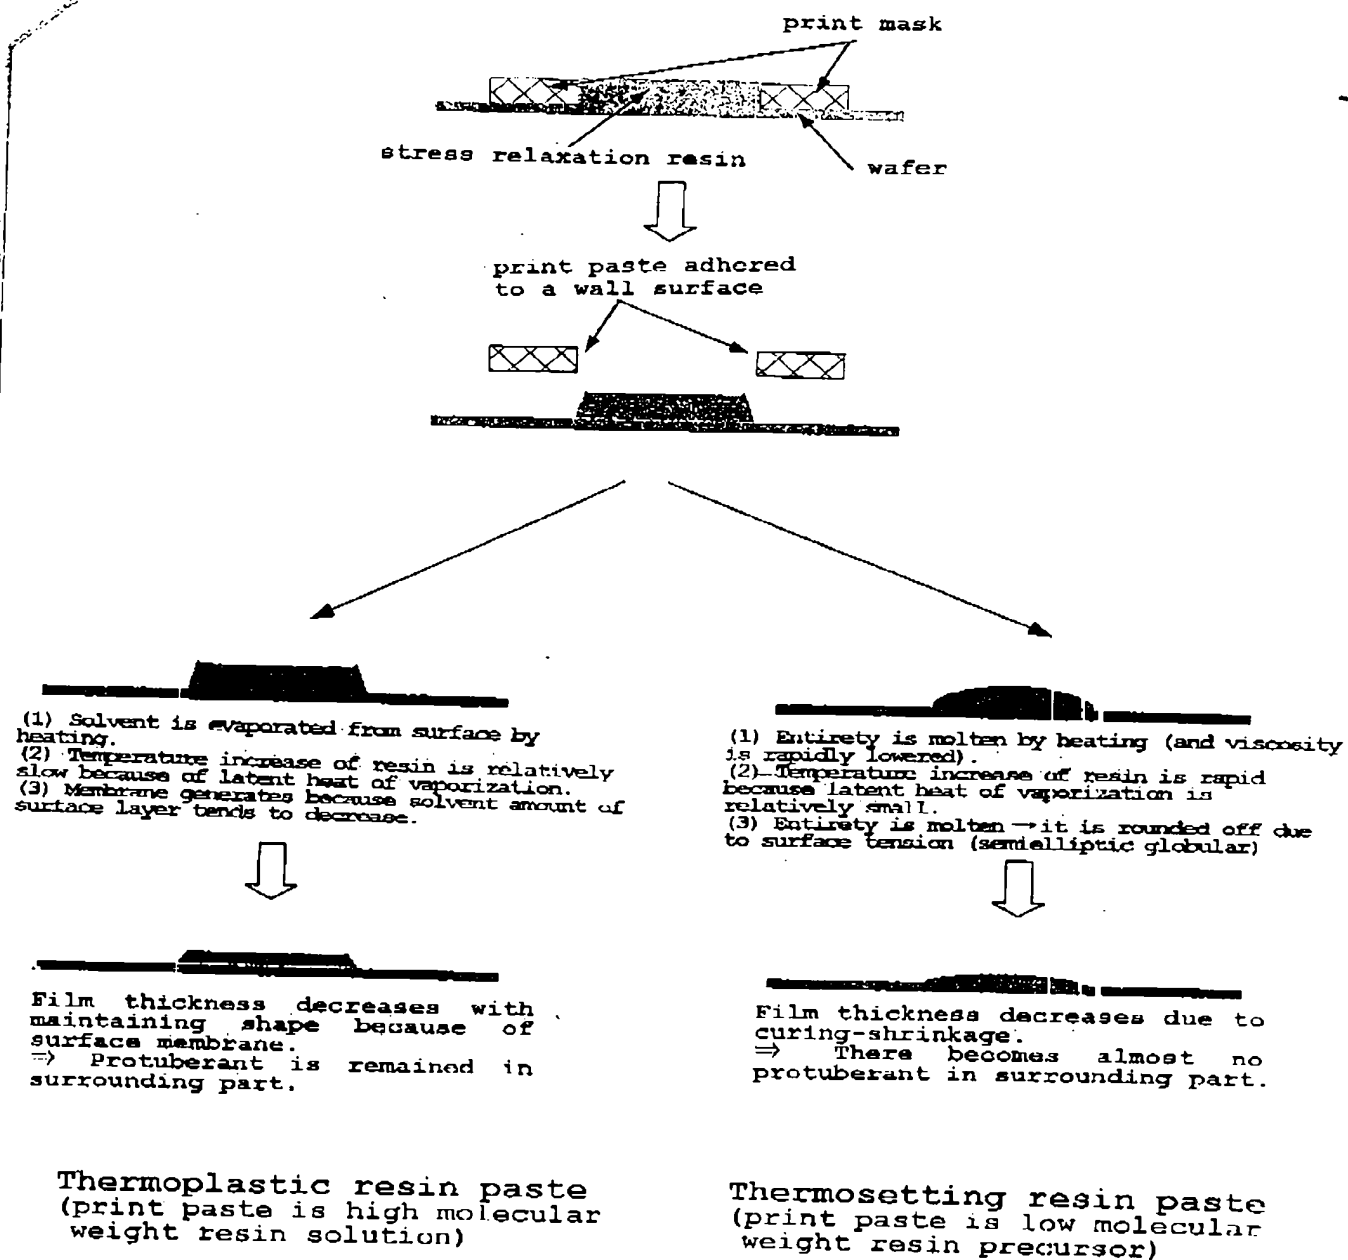 print mask
stress relaxation resin
wafer
print paste adhered
to a wall surface
(1) Solvent is evaporated from surface by
heating.
(2) Temperature increase of resin is relatively
slow because of latent heat of vaporization.
(3) Membrane generates because solvent amount of
surface layer tends to decrease.
Film thickness decreases with
maintaining shape because of
surface membrane.
⇒ Protuberant is remained in
surrounding part.
Thermoplastic resin paste
(print paste is high molecular
weight resin solution)
(1) Entirety is molten by heating (and viscosity
is rapidly lowered).
(2) Temperature increase of resin is rapid
because latent heat of vaporization is
relatively small.
(3) Entirety is molten → it is rounded off due
to surface tension (semielliptic globular)
Film thickness decreases due to
curing-shrinkage.
⇒ There becomes almost no
protuberant in surrounding part.
Thermosetting resin paste
(print paste is low molecular
weight resin precursor)